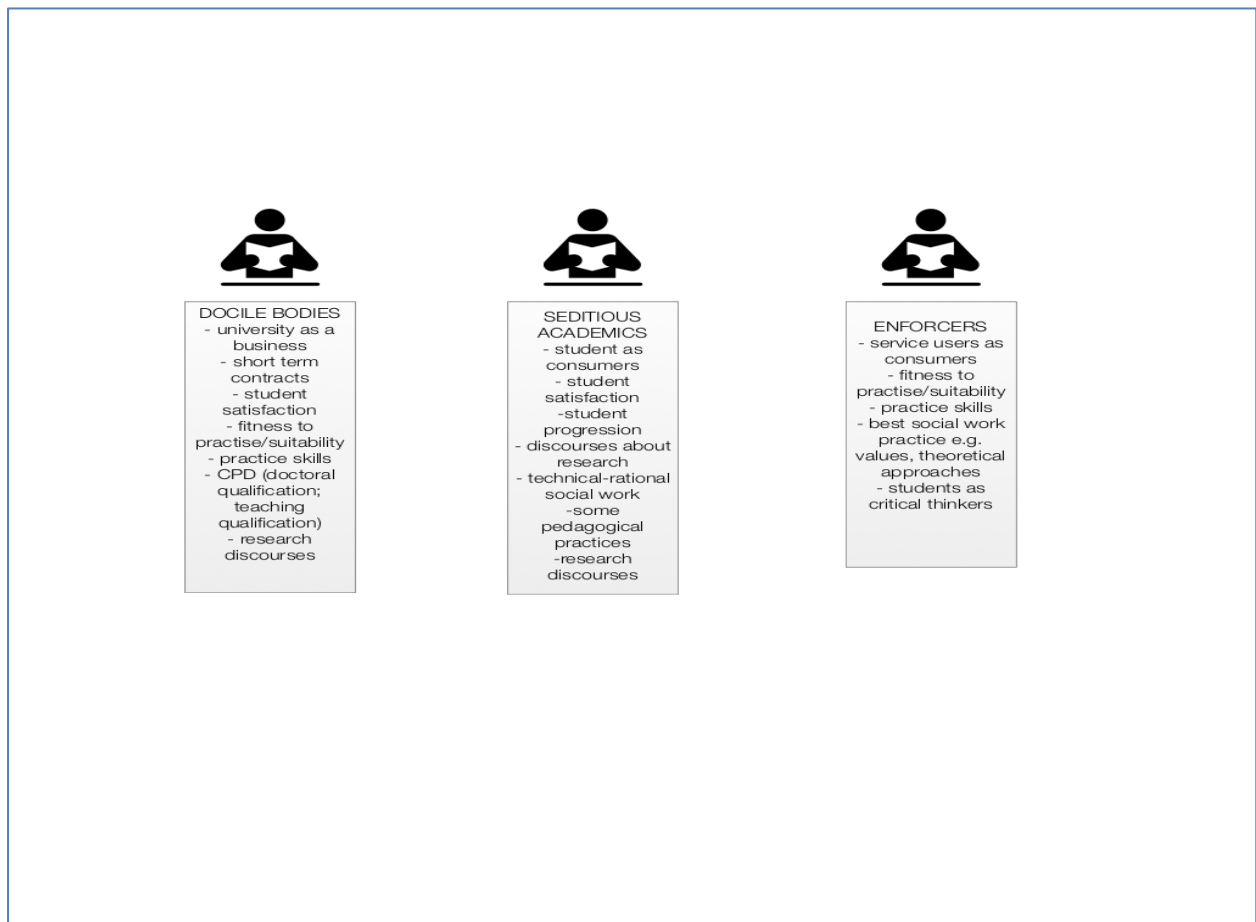 DOCILE BODIES
- university as a
business
- short term
contracts
- student
satisfaction
- fitness to
practise/suitability
- practice skills
- CPD (doctoral
qualification;
teaching
qualification)
- research
discourses
SEDITIOUS
ACADEMICS
- student as
consumers
- student
satisfaction
-student
progression
- discourses about
research
- technical-rational
social work
-some
pedagogical
practices
-research
discourses
ENFORCERS
- service users as
consumers
- fitness to
practise/suitability
- practice skills
- best social work
practice e.g.
values, theoretical
approaches
- students as
critical thinkers